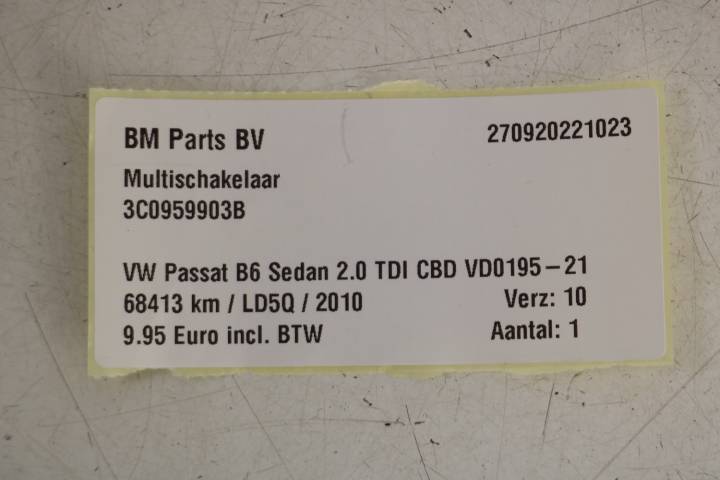 BM Parts BV 270920221023
Multischakelaar
3C0959903B
VW Passat B6 Sedan 2.0 TDI CBD VD0195-21
68413 km / LD5Q / 2010 Verz: 10
9.95 Euro incl. BTW Aantal: 1